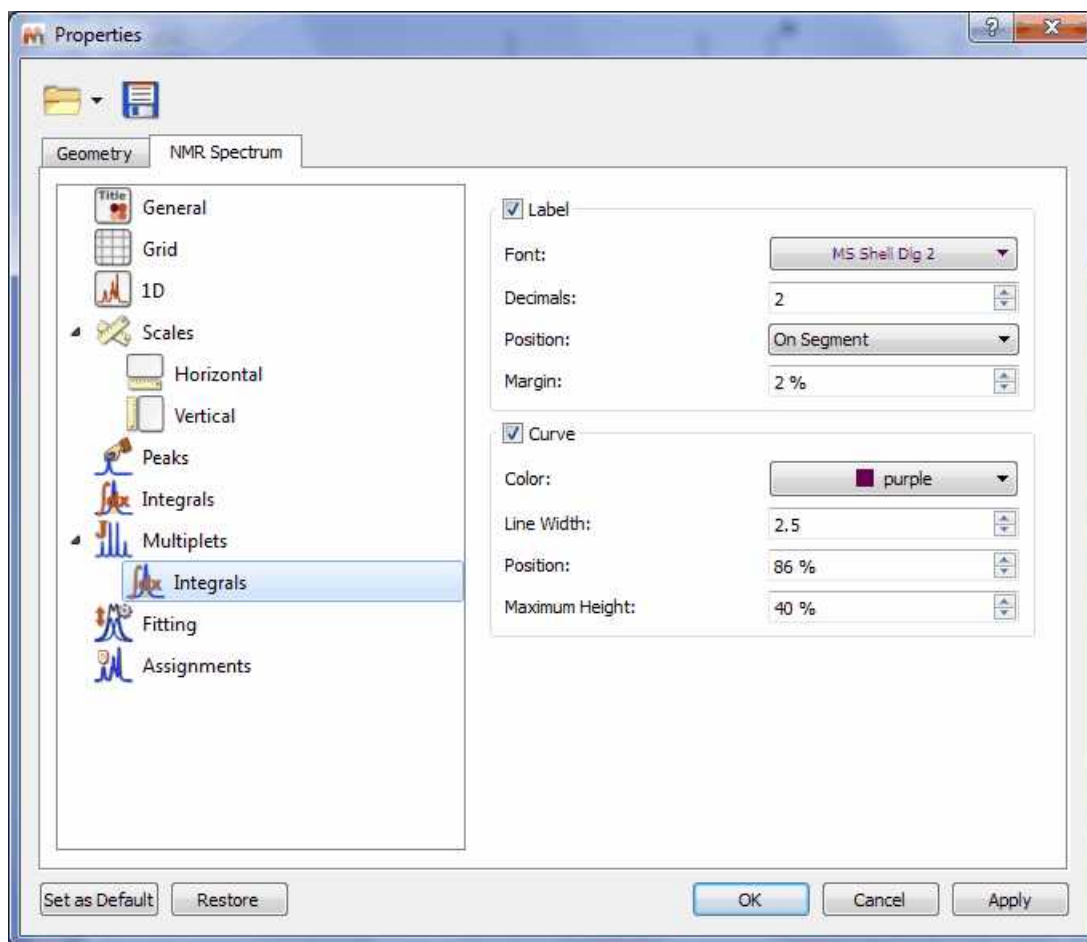 Properties
Geometry
NMR Spectrum
Title
General
Grid
1D
Scales
Horizontal
Vertical
Peaks
Integrals
Multiplets
Integrals
Fitting
Assignments
Label
Font: MS Shell Dlg 2
Decimals: 2
Position: On Segment
Margin: 2 %
Curve
Color: purple
Line Width: 2.5
Position: 86 %
Maximum Height: 40 %
Set as Default
Restore
OK
Cancel
Apply